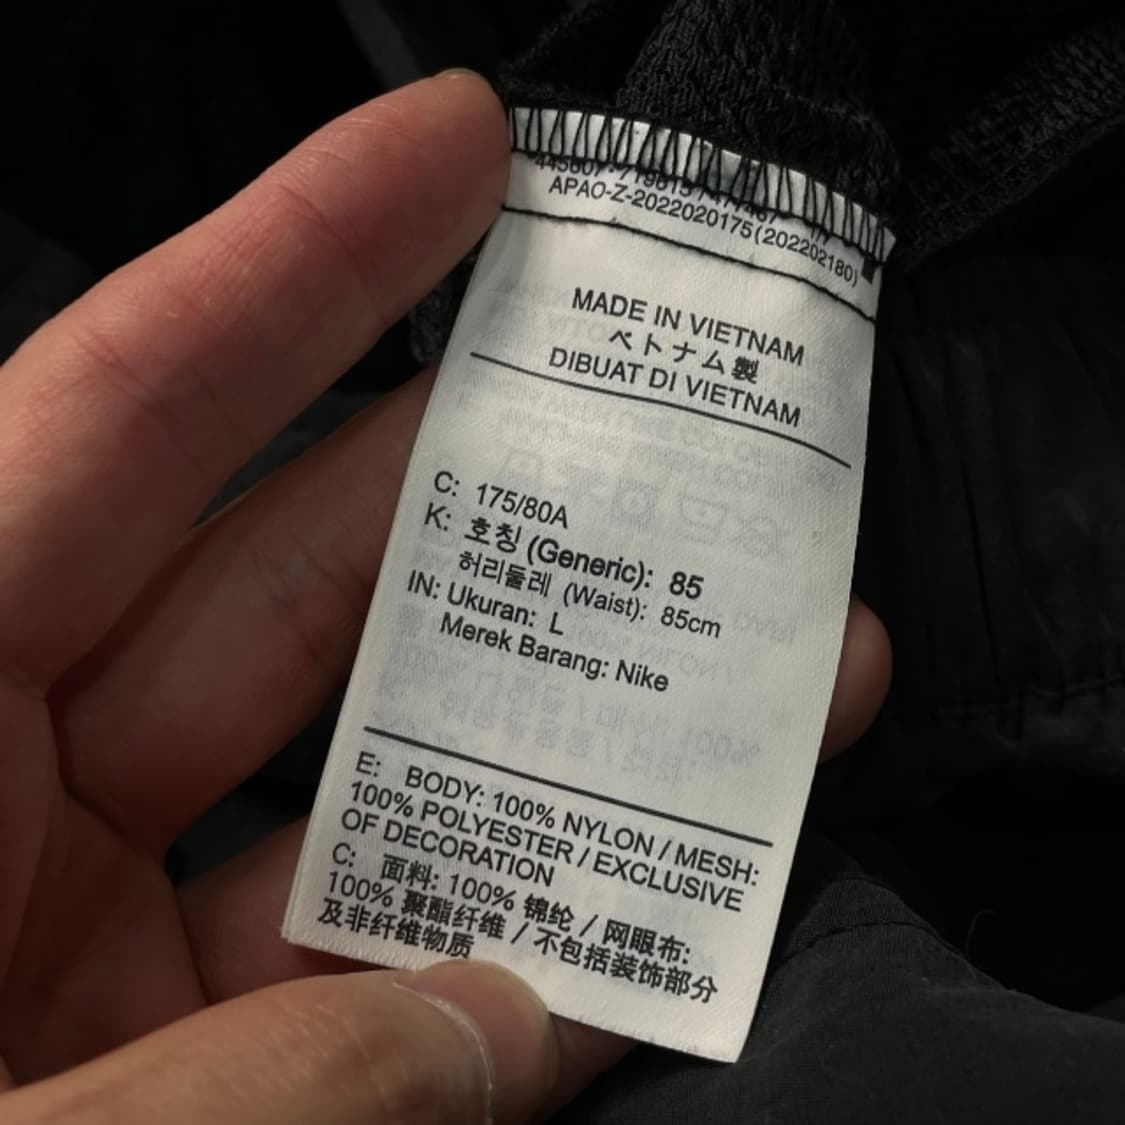 APAO-Z-2022020175(202202180)
MADE IN VIETNAM
ベトナム製
DIBUAT DI VIETNAM
C: 175/80A
K: 호칭 (Generic): 85
허리둘레 (Waist): 85cm
IN: Ukuran: L
Merek Barang: Nike
E: BODY: 100% NYLON / MESH:
100% POLYESTER / EXCLUSIVE
OF DECORATION
C: 面料: 100% 锦纶 / 网眼布:
100% 聚酯纤维 / 不包括装饰部分
及非纤维物质